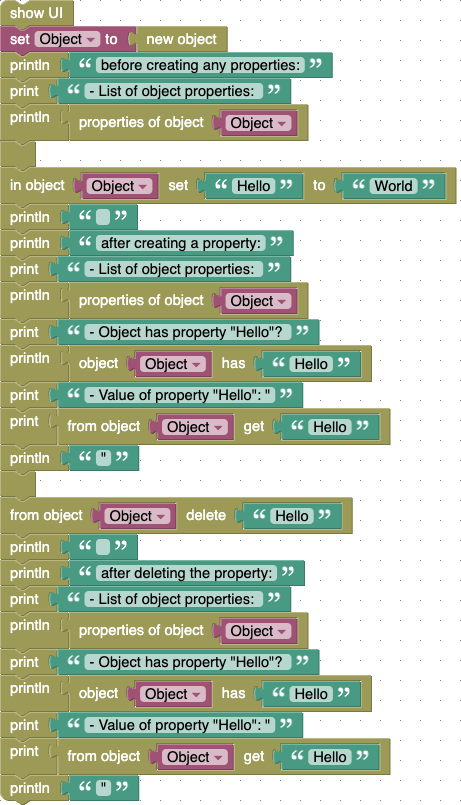 show UI
set Object to new object
println “ before creating any properties: ”
print “ - List of object properties: ”
println properties of object Object
in object Object set “ Hello ” to “ World ”
println “ ”
println “ after creating a property: ”
print “ - List of object properties: ”
println properties of object Object
print “ - Object has property "Hello"? ”
println object Object has “ Hello ”
print “ - Value of property "Hello": " ”
print from object Object get “ Hello ”
println “ " ”
from object Object delete “ Hello ”
println “ ”
println “ after deleting the property: ”
print “ - List of object properties: ”
println properties of object Object
print “ - Object has property "Hello"? ”
println object Object has “ Hello ”
print “ - Value of property "Hello": " ”
print from object Object get “ Hello ”
println “ " ”